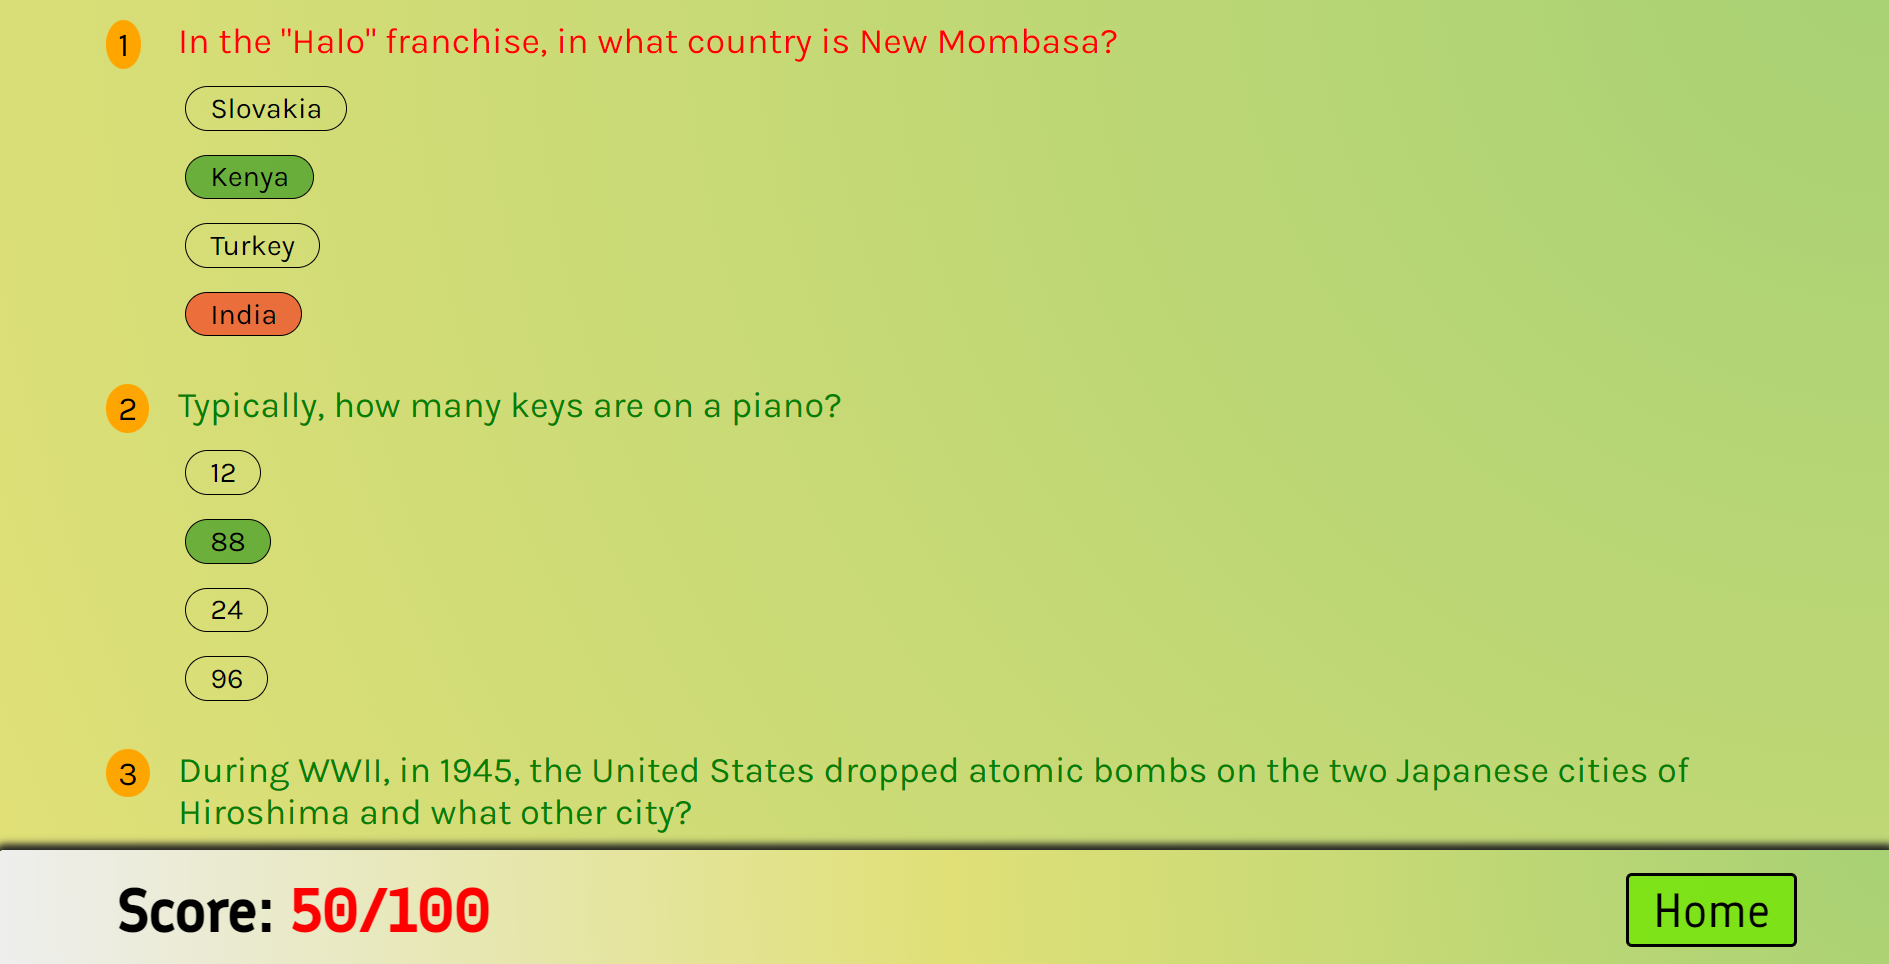 1 In the "Halo" franchise, in what country is New Mombasa?
Slovakia
Kenya
Turkey
India
2 Typically, how many keys are on a piano?
12
88
24
96
3 During WWII, in 1945, the United States dropped atomic bombs on the two Japanese cities of
Hiroshima and what other city?
Score: 50/100
Home